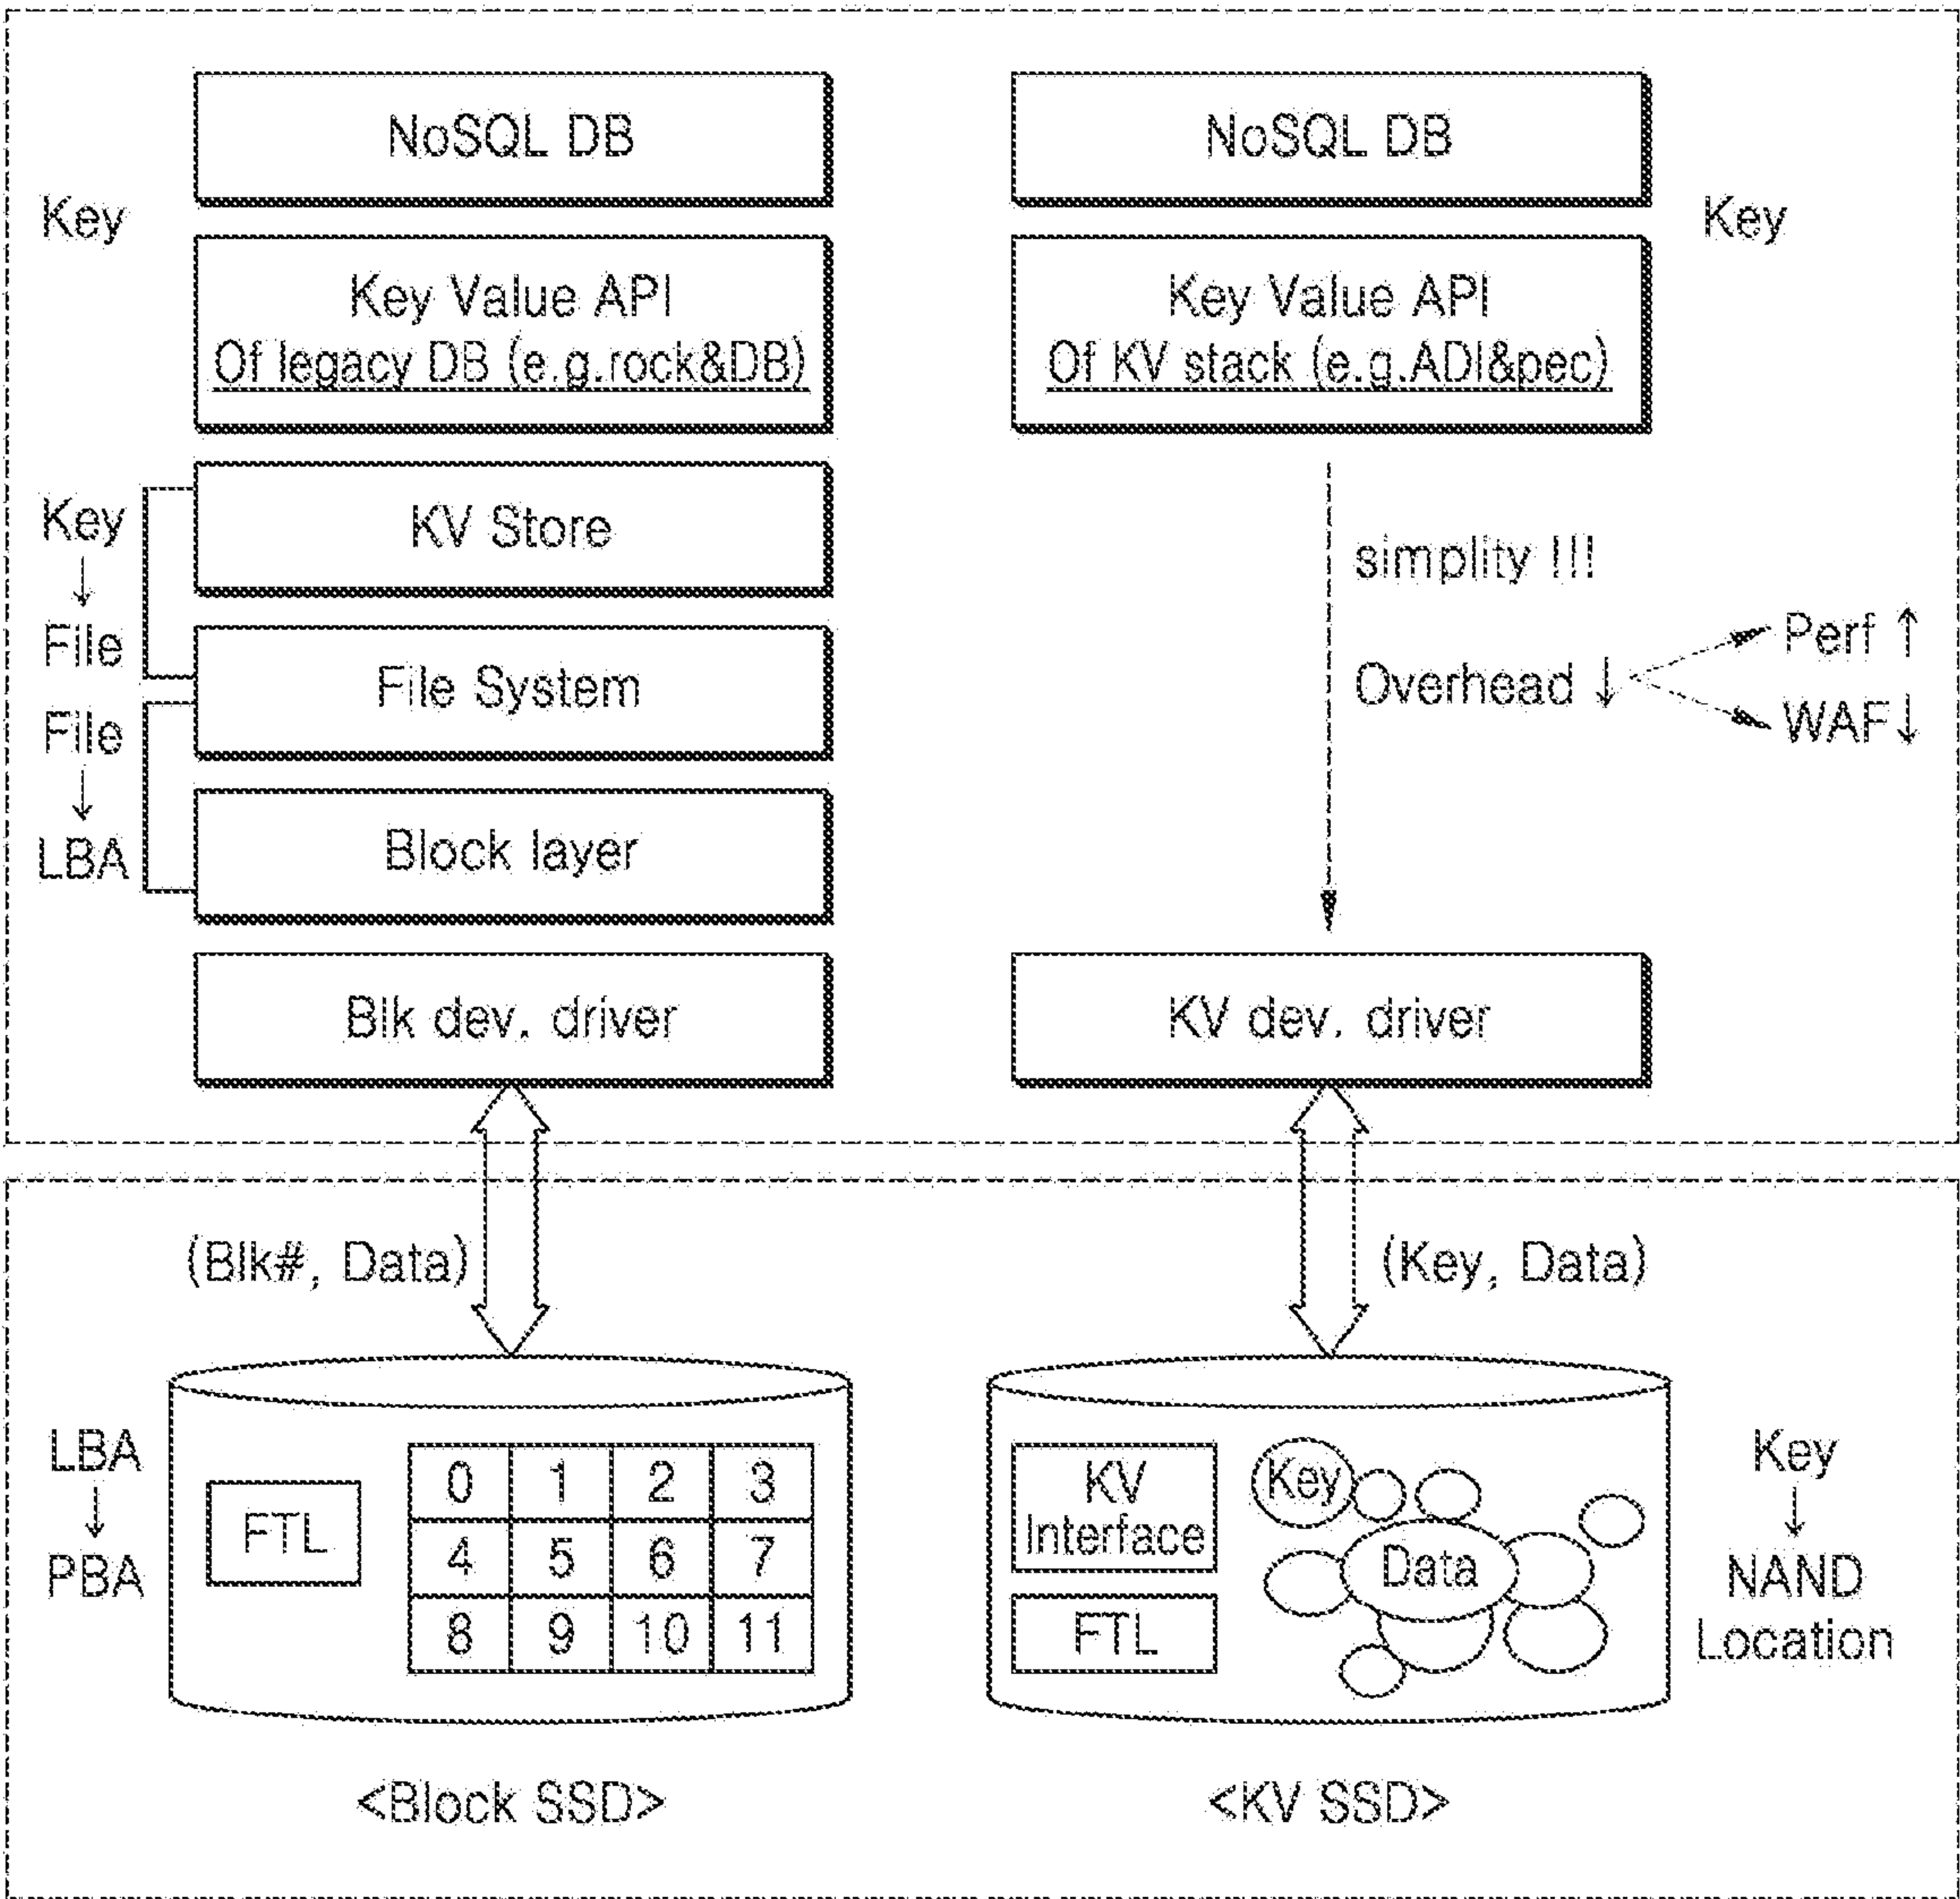 NoSQL DB
Key
Key Value API
Of legacy DB (e.g.rock&DB)
Key
↓
File
KV Store
File System
File
↓
LBA
Block layer
Blk dev. driver
NoSQL DB
Key
Key Value API
Of KV stack (e.g.ADI&pec)
simplity !!!
Overhead ↓
Perf ↑
WAF ↓
KV dev. driver
(Blk#, Data)
LBA
↓
PBA
FTL
0 1 2 3
4 5 6 7
8 9 10 11
<Block SSD>
(Key, Data)
KV
Interface
FTL
Key
Data
Key
↓
NAND
Location
<KV SSD>